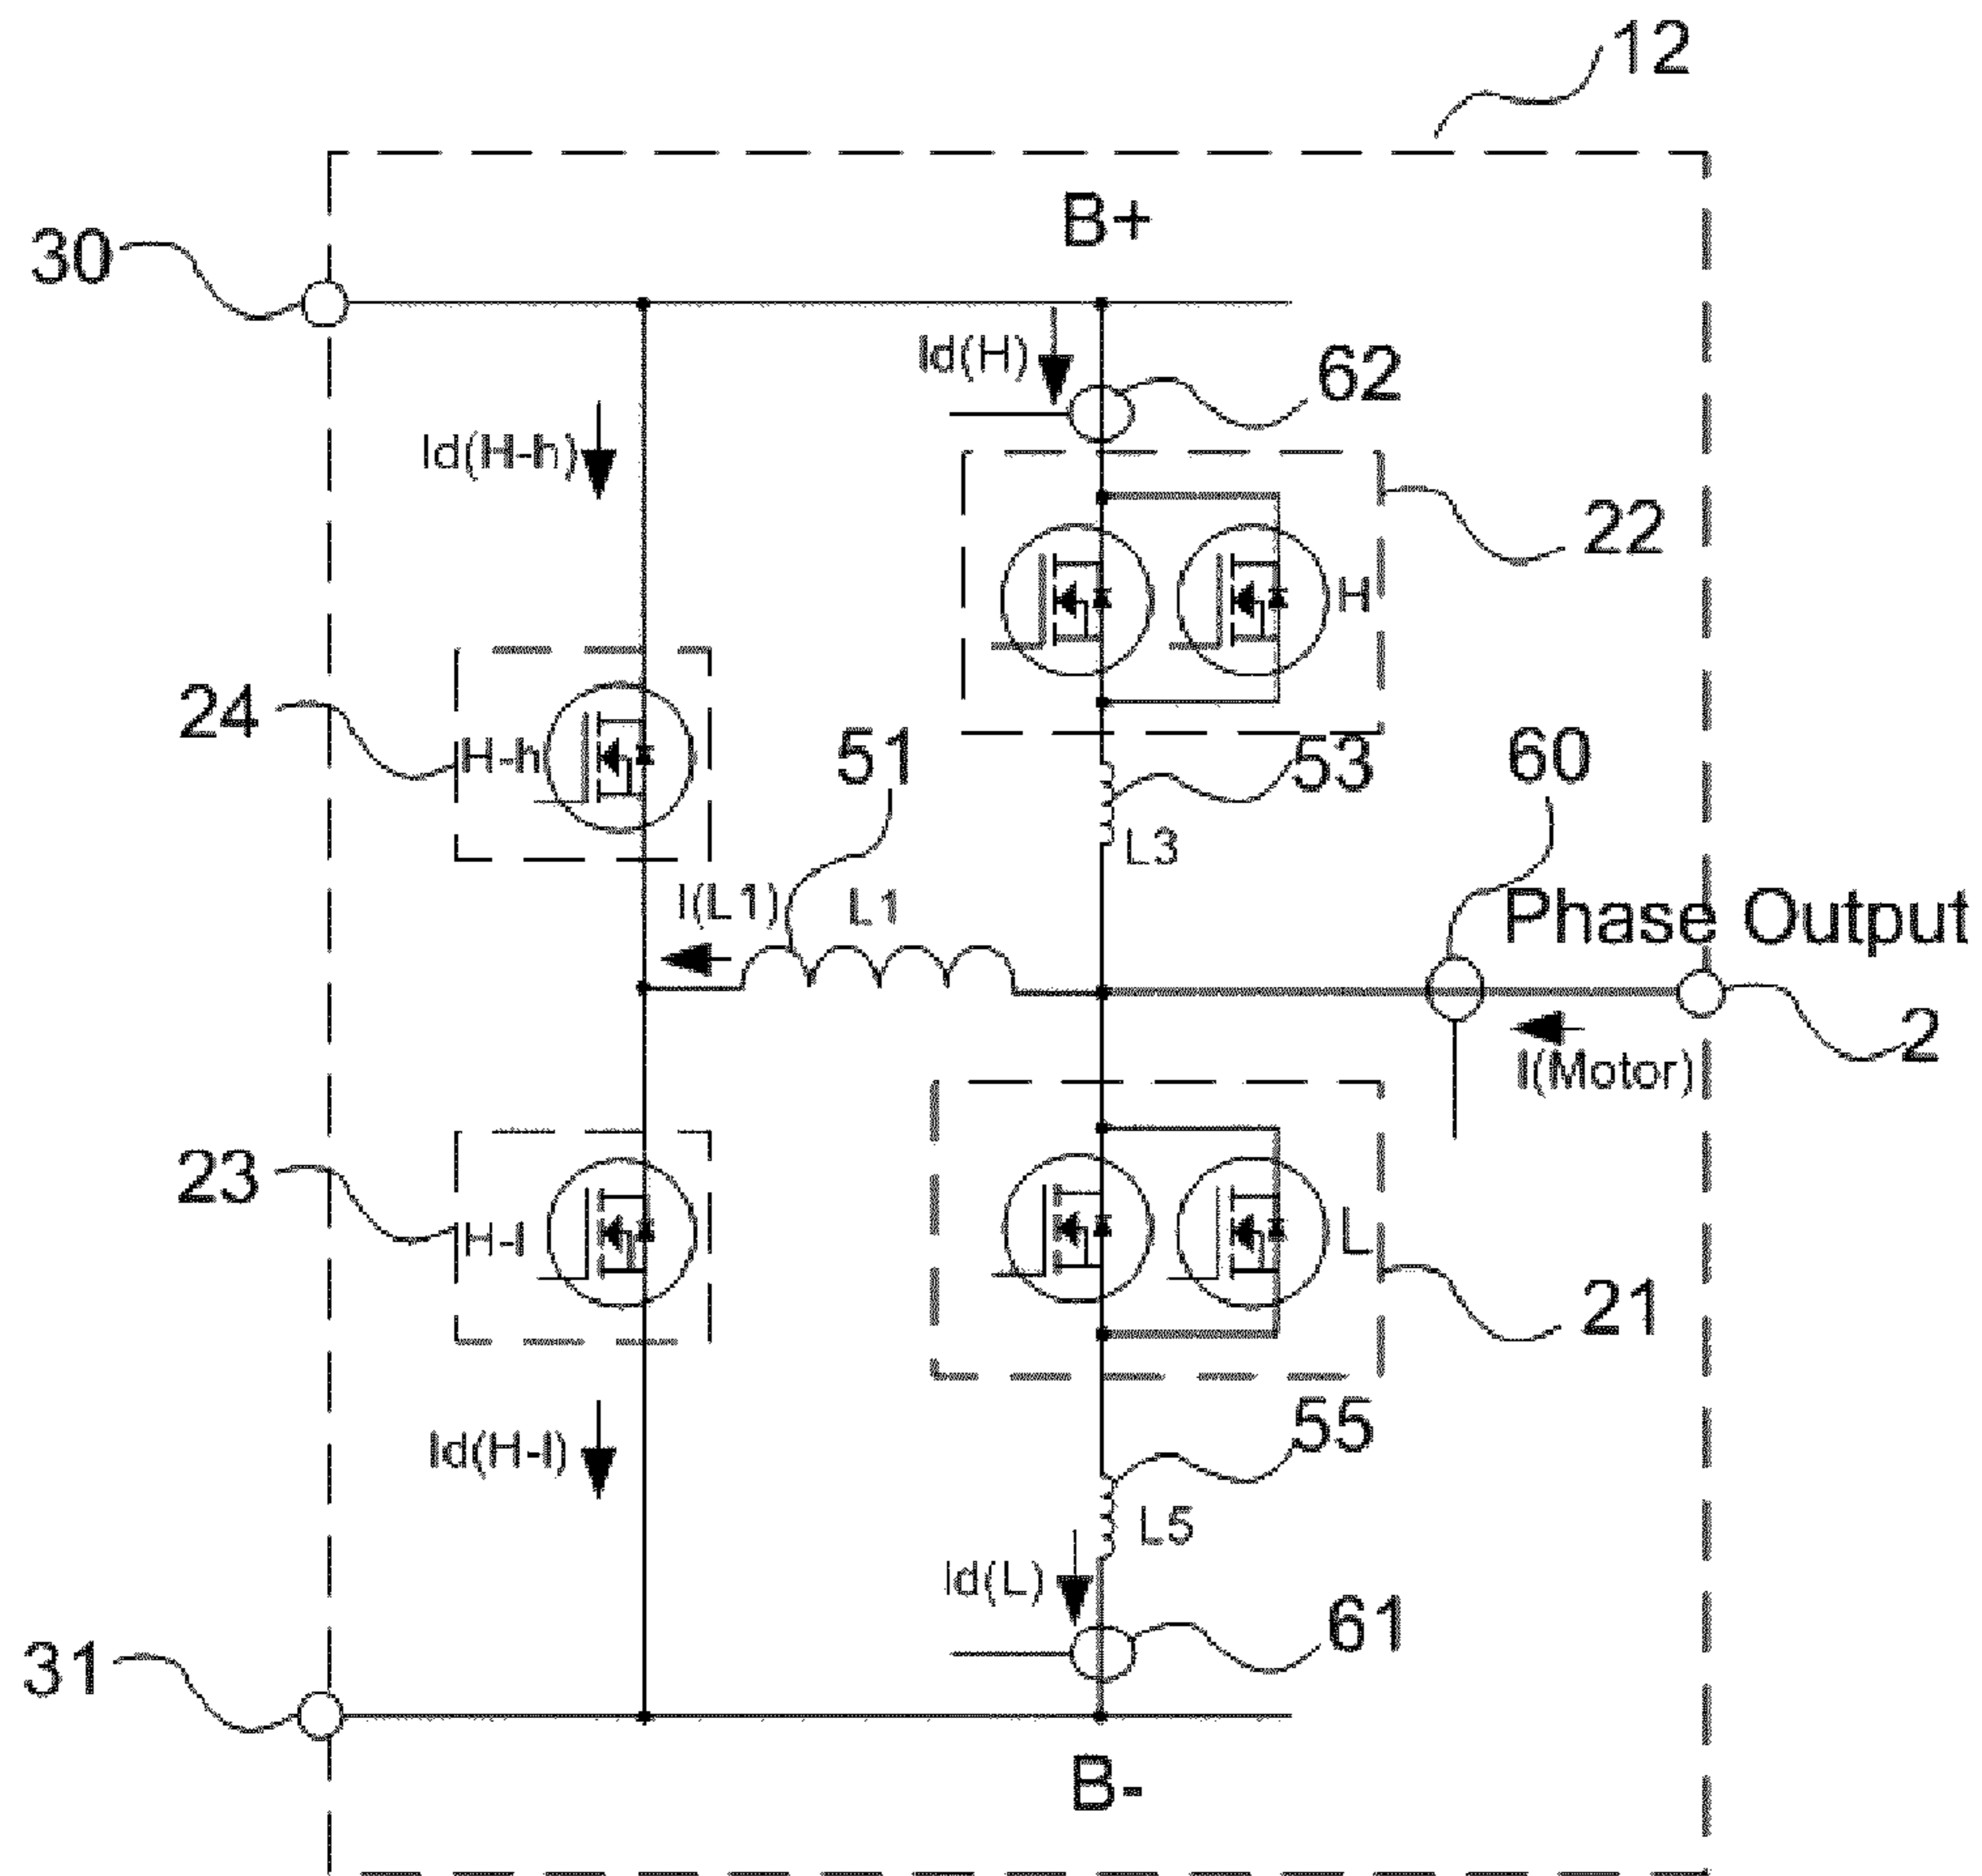 12
B+
30
Id(H)
62
Id(H-h)
22
H
24
H-h
51
53
60
L3
I(L1)
L1
Phase Output
2
I(Motor)
23
H-l
L
21
55
Id(H-l)
L5
Id(L)
61
31
B-